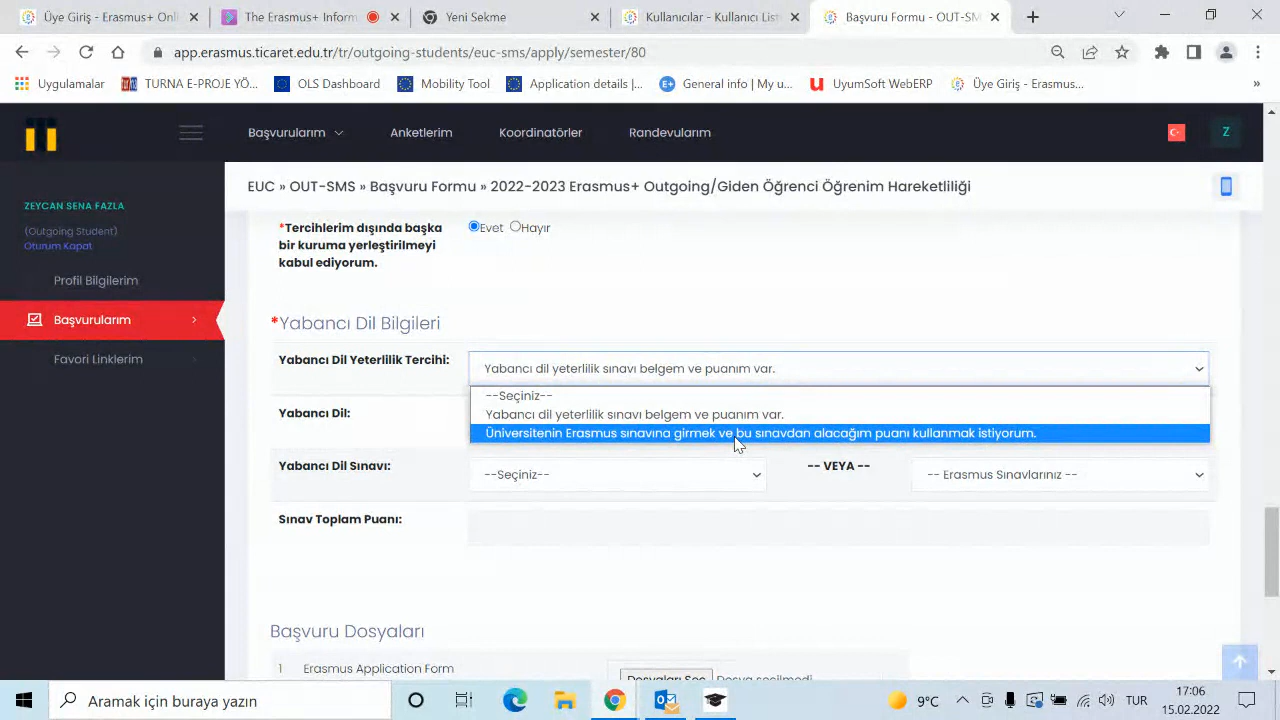 Üye Giriş - Erasmus+ Onli
The Erasmus+ Inform
Yeni Sekme
Kullanıcılar - Kullanıcı List
Başvuru Formu - OUT-SM
app.erasmus.ticaret.edu.tr/tr/outgoing-students/euc-sms/apply/semester/80
Uygulamalar
TURNA E-PROJE YÖ...
OLS Dashboard
Mobility Tool
Application details |...
General info | My u...
UyumSoft WebERP
Üye Giriş - Erasmus...
»
Başvurularım
Anketlerim
Koordinatörler
Randevularım
Z
EUC » OUT-SMS » Başvuru Formu » 2022-2023 Erasmus+ Outgoing/Giden Öğrenci Öğrenim Hareketliliği
ZEYCAN SENA FAZLA
(Outgoing Student)
Oturum Kapat
Profil Bilgilerim
Başvurularım
Favori Linklerim
*Tercihlerim dışında başka
bir kuruma yerleştirilmeyi
kabul ediyorum.
Evet Hayır
*Yabancı Dil Bilgileri
Yabancı Dil Yeterlilik Tercihi:
Yabancı dil yeterlilik sınavı belgem ve puanım var.
--Seçiniz--
Yabancı dil yeterlilik sınavı belgem ve puanım var.
Üniversitenin Erasmus sınavına girmek ve bu sınavdan alacağım puanı kullanmak istiyorum.
Yabancı Dil:
Yabancı Dil Sınavı:
--Seçiniz--
-- VEYA --
-- Erasmus Sınavlarınız --
Sınav Toplam Puanı:
Başvuru Dosyaları
1 Erasmus Application Form
Dosyaları Seç Dosya seçilmedi
Aramak için buraya yazın
9°C
TUR
17:06
15.02.2022